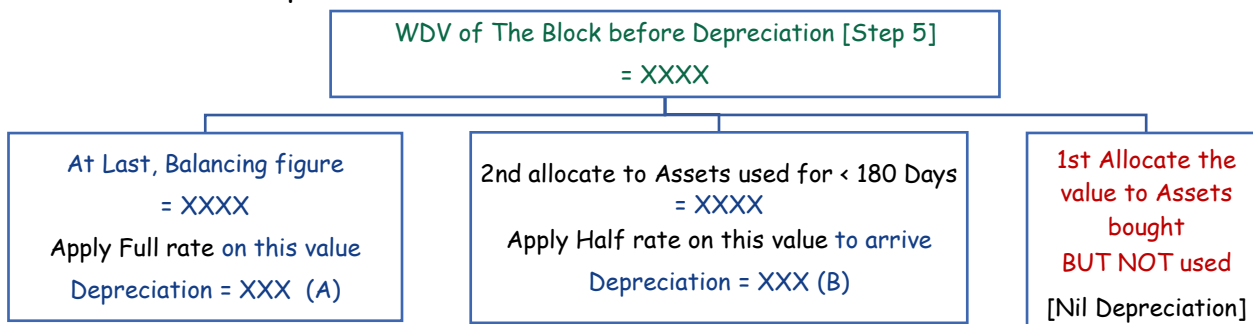 WDV of The Block before Depreciation [Step 5]
= XXXX
At Last, Balancing figure
= XXXX
Apply Full rate on this value
Depreciation = XXX (A)
2nd allocate to Assets used for < 180 Days
= XXXX
Apply Half rate on this value to arrive
Depreciation = XXX (B)
1st Allocate the
value to Assets
bought
BUT NOT used
[Nil Depreciation]